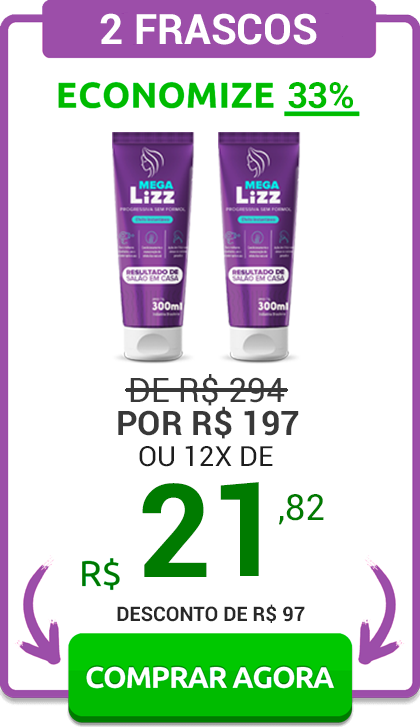 2 FRASCOS
ECONOMIZE 33%
MEGA
Lizz
PROGRESSIVA SEM FORMOL
RESULTADO DE
SALÃO EM CASA
300ml
MEGA
Lizz
PROGRESSIVA SEM FORMOL
RESULTADO DE
SALÃO EM CASA
300ml
DE R$ 294
POR R$ 197
OU 12X DE
R$ 21,82
DESCONTO DE R$ 97
COMPRAR AGORA